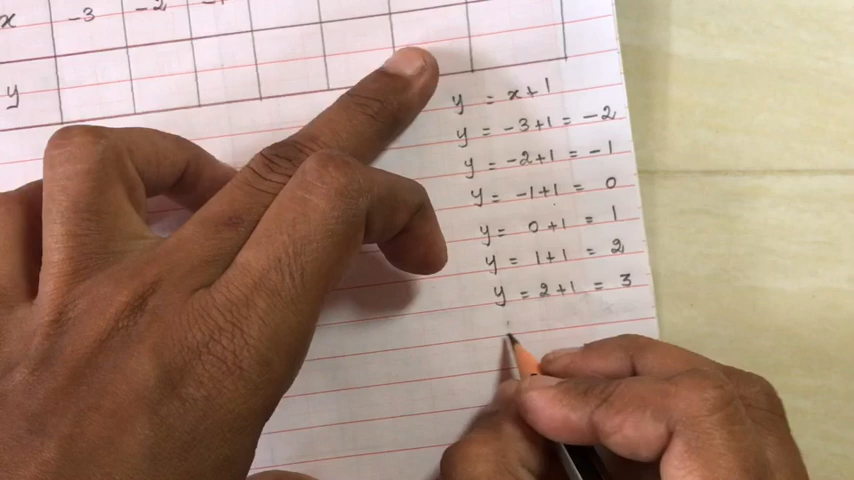 x -3 -2 -1
y
y = x+1
y = -3+1 = -2
y = -2+1 = -1
y = -1+1 = 0
y = 0+1 = 1
y = 1+1 = 2
y = 2+1 = 3